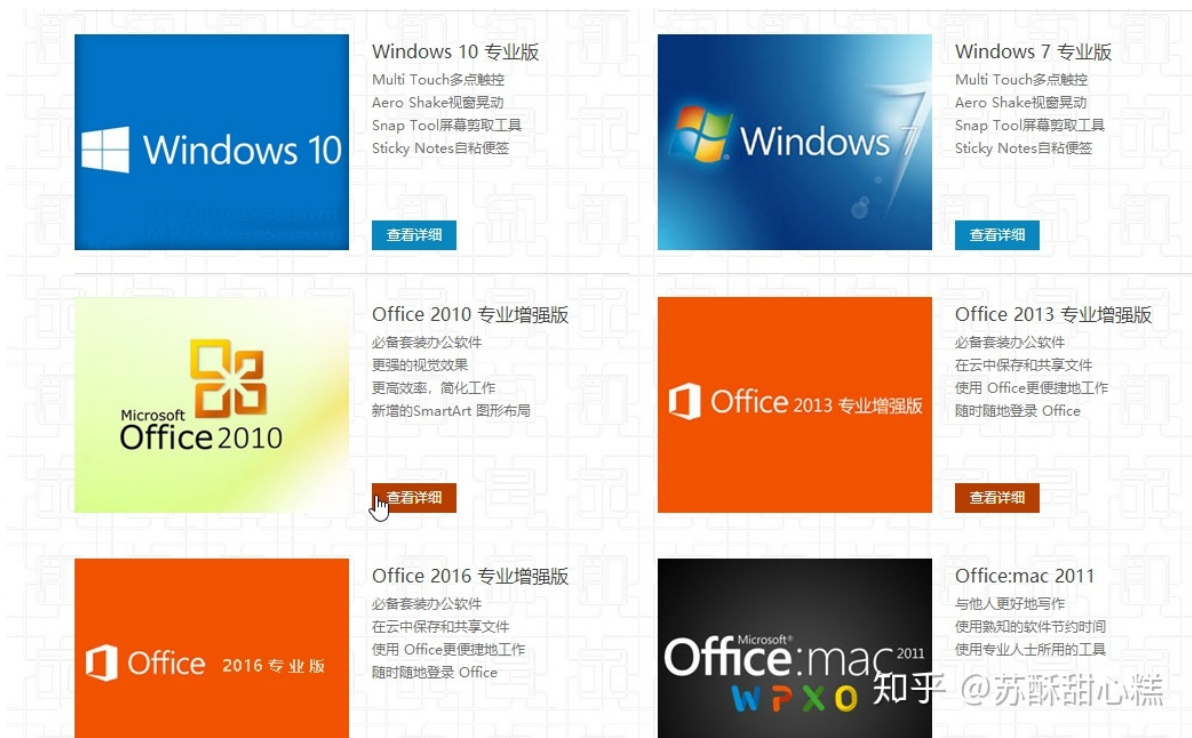 Windows 10
Windows 10 专业版
Multi Touch多点触控
Aero Shake视窗晃动
Snap Tool屏幕剪取工具
Sticky Notes自粘便签
查看详细
Windows 7
Windows 7 专业版
Multi Touch多点触控
Aero Shake视窗晃动
Snap Tool屏幕剪取工具
Sticky Notes自粘便签
查看详细
Microsoft
Office 2010
Office 2010 专业增强版
必备套装办公软件
更强的视觉效果
更高效率，简化工作
新增的SmartArt 图形布局
查看详细
Office 2013 专业增强版
Office 2013 专业增强版
必备套装办公软件
在云中保存和共享文件
使用 Office更便捷地工作
随时随地登录 Office
查看详细
Office 2016 专业版
Office 2016 专业增强版
必备套装办公软件
在云中保存和共享文件
使用 Office更便捷地工作
随时随地登录 Office
Microsoft®
Office:mac 2011
W P X O
Office:mac 2011
与他人更好地写作
使用熟知的软件节约时间
使用专业人士所用的工具
知乎 @苏酥甜心糕